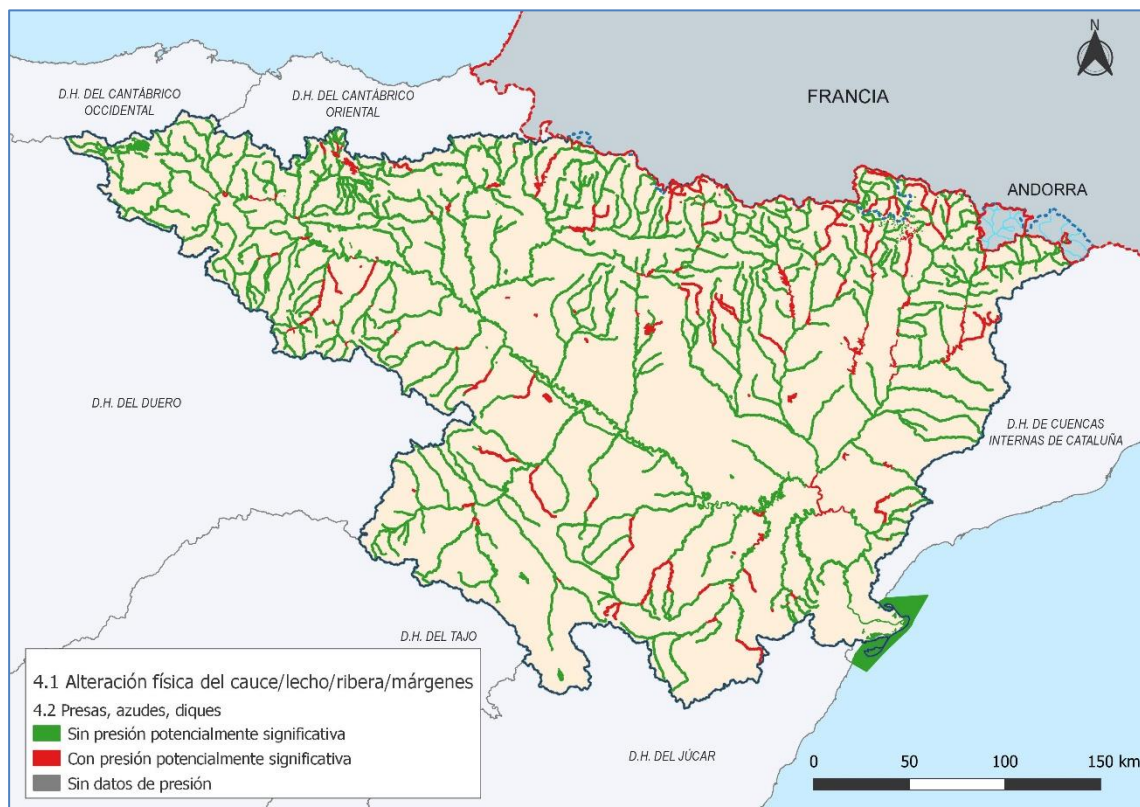 N
D.H. DEL CANTÁBRICO
OCCIDENTAL
D.H. DEL CANTÁBRICO
ORIENTAL
FRANCIA
ANDORRA
D.H. DEL DUERO
D.H. DE CUENCAS
INTERNAS DE CATALUÑA
D.H. DEL TAJO
D.H. DEL JÚCAR
4.1 Alteración física del cauce/lecho/ribera/márgenes
4.2 Presas, azudes, diques
Sin presión potencialmente significativa
Con presión potencialmente significativa
Sin datos de presión
0 50 100 150 km